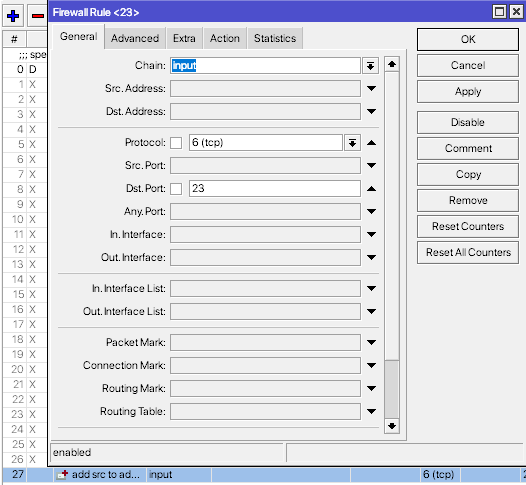 Firewall Rule <23>
General Advanced Extra Action Statistics
# 
;;; spe
0 D
1 X
2 X
3 X
4 X
5 X
6 X
7 X
8 X
9 X
10 X
11 X
12 X
13 X
14 X
15 X
16 X
17 X
18 X
19 X
20 X
21 X
22 X
23 X
24 X
25 X
26 X
Chain: input
Src. Address:
Dst. Address:
Protocol: 6 (tcp)
Src. Port:
Dst. Port: 23
Any. Port:
In. Interface:
Out. Interface:
In. Interface List:
Out. Interface List:
Packet Mark:
Connection Mark:
Routing Mark:
Routing Table:
OK
Cancel
Apply
Disable
Comment
Copy
Remove
Reset Counters
Reset All Counters
enabled
27 add src to ad... input 6 (tcp)